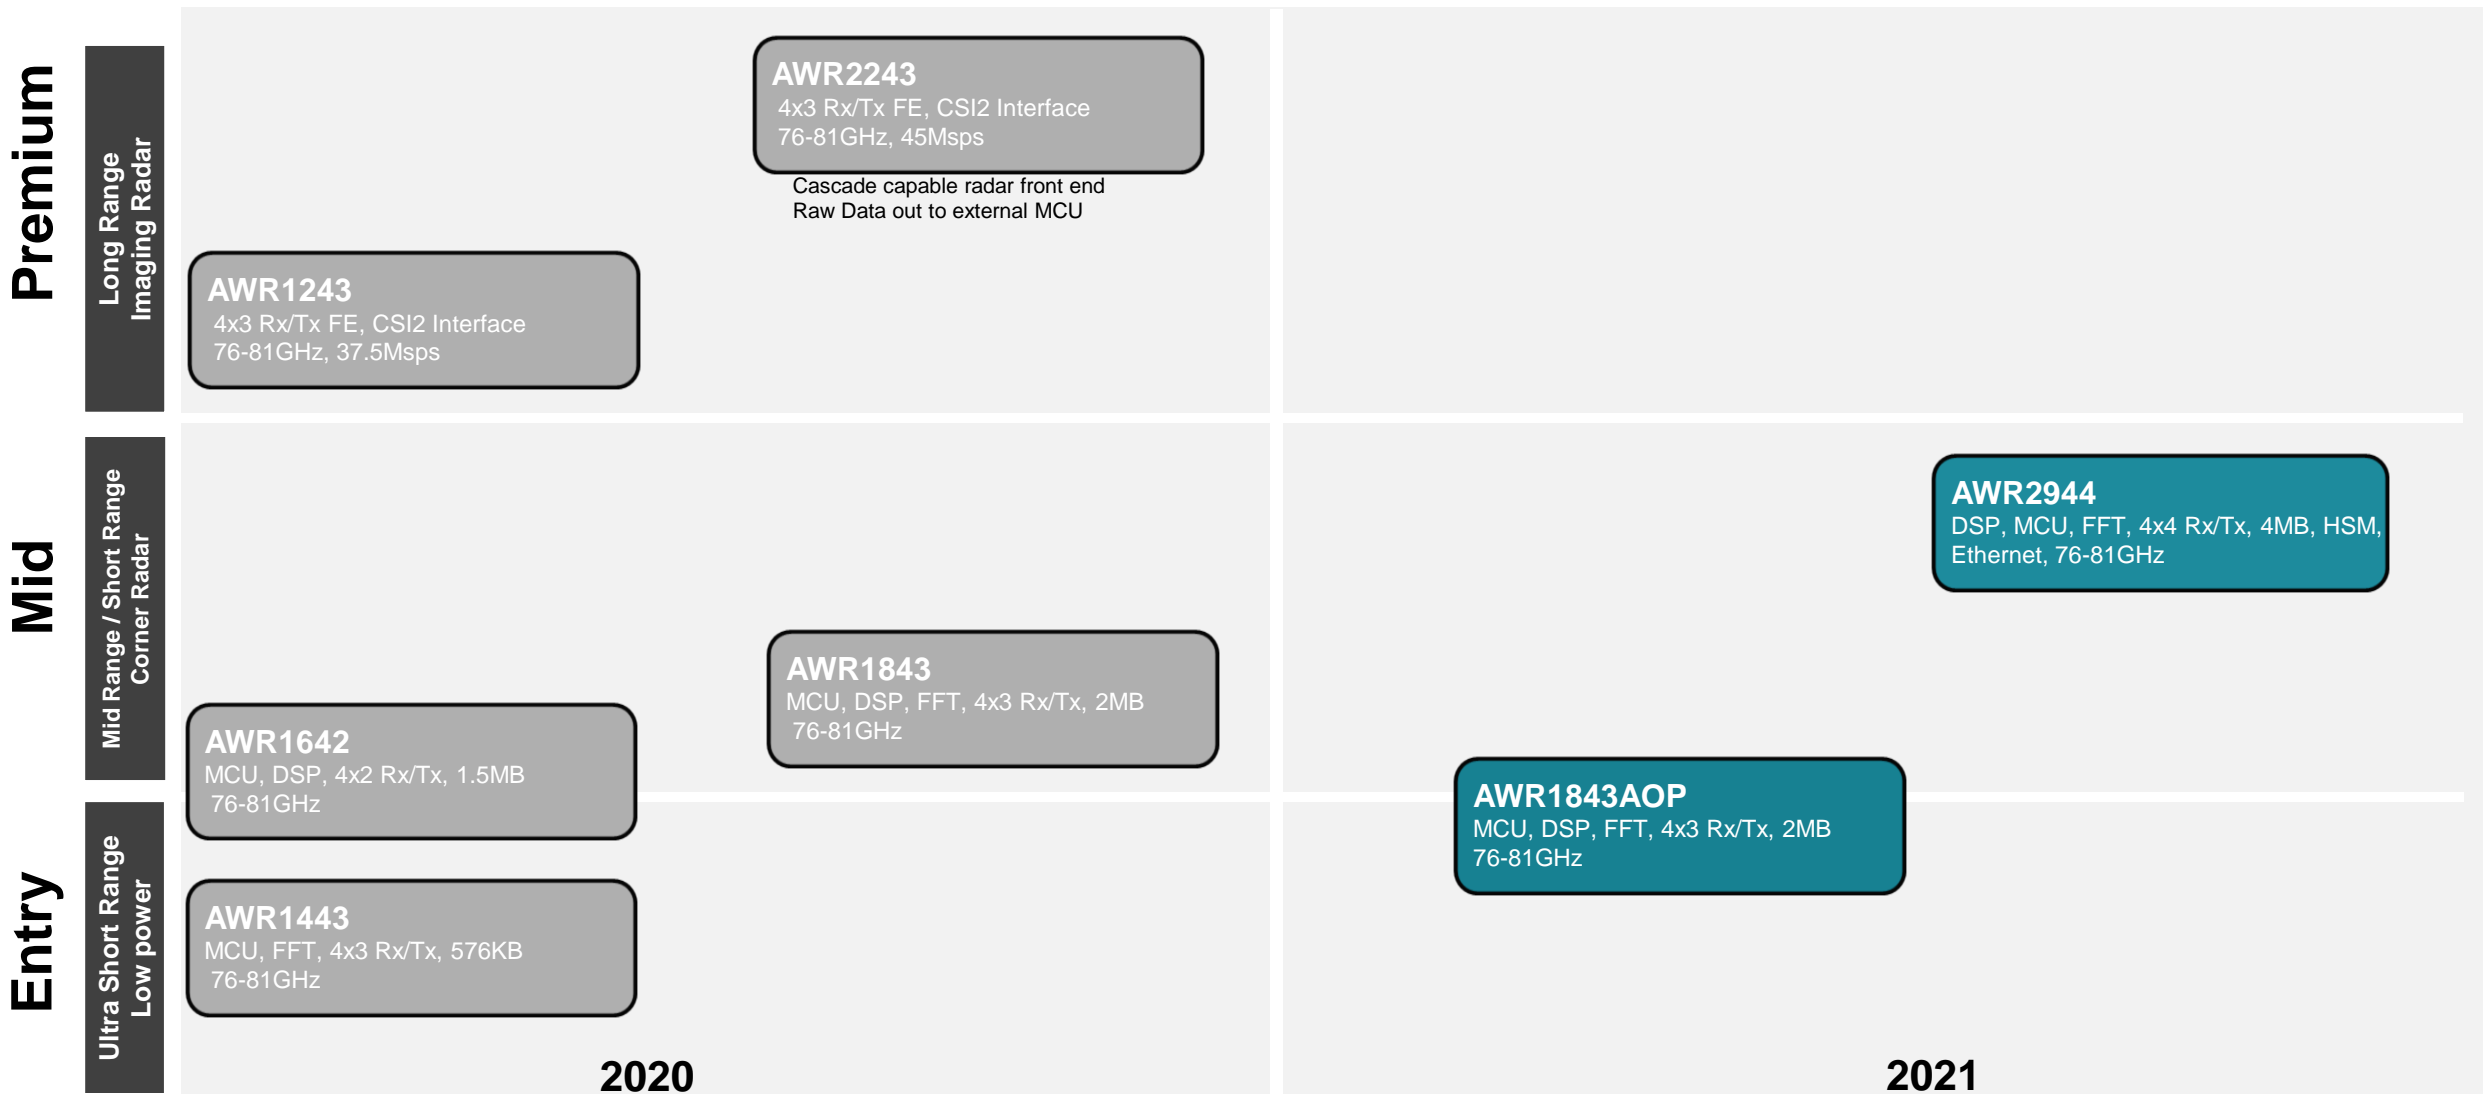 Premium
Long Range
Imaging Radar
AWR2243
4x3 Rx/Tx FE, CSI2 Interface
76-81GHz, 45Msps
Cascade capable radar front end
Raw Data out to external MCU
AWR1243
4x3 Rx/Tx FE, CSI2 Interface
76-81GHz, 37.5Msps
Mid
Mid Range / Short Range
Corner Radar
AWR2944
DSP, MCU, FFT, 4x4 Rx/Tx, 4MB, HSM,
Ethernet, 76-81GHz
AWR1843
MCU, DSP, FFT, 4x3 Rx/Tx, 2MB
76-81GHz
AWR1642
MCU, DSP, 4x2 Rx/Tx, 1.5MB
76-81GHz
AWR1843AOP
MCU, DSP, FFT, 4x3 Rx/Tx, 2MB
76-81GHz
Entry
Ultra Short Range
Low power
AWR1443
MCU, FFT, 4x3 Rx/Tx, 576KB
76-81GHz
2020
2021